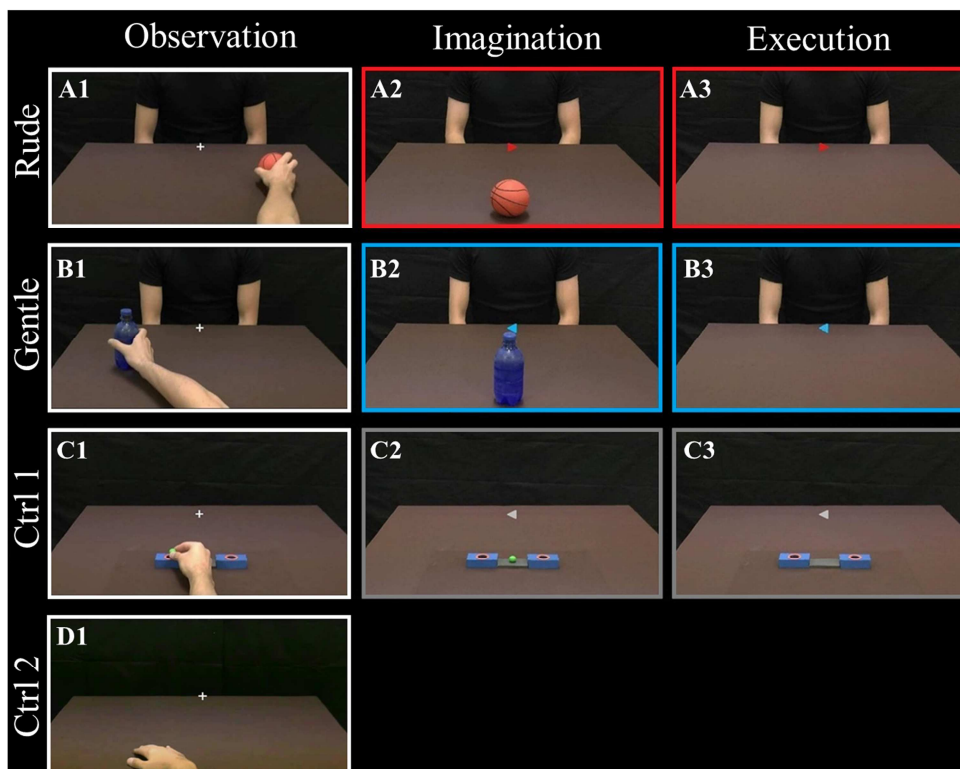 Observation Imagination Execution
Rude A1 A2 A3
Gentle B1 B2 B3
Ctrl 1 C1 C2 C3
Ctrl 2 D1